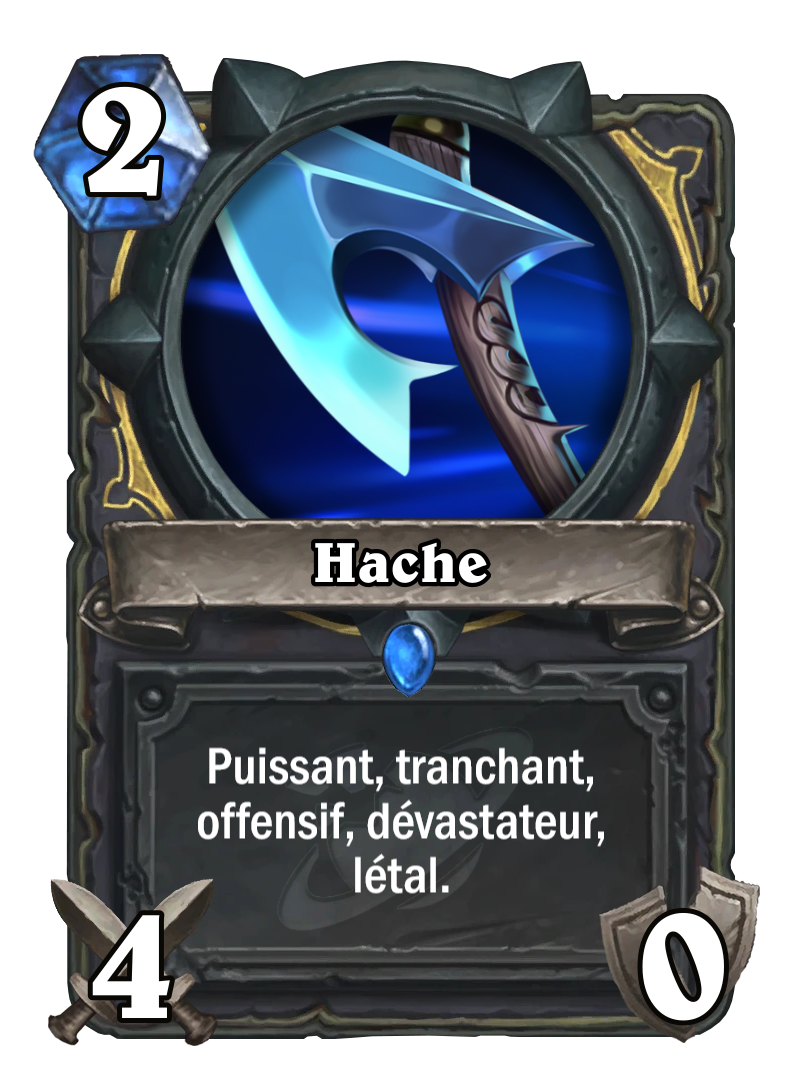 2
Hache
Puissant, tranchant,
offensif, dévastateur,
létal.
4
0